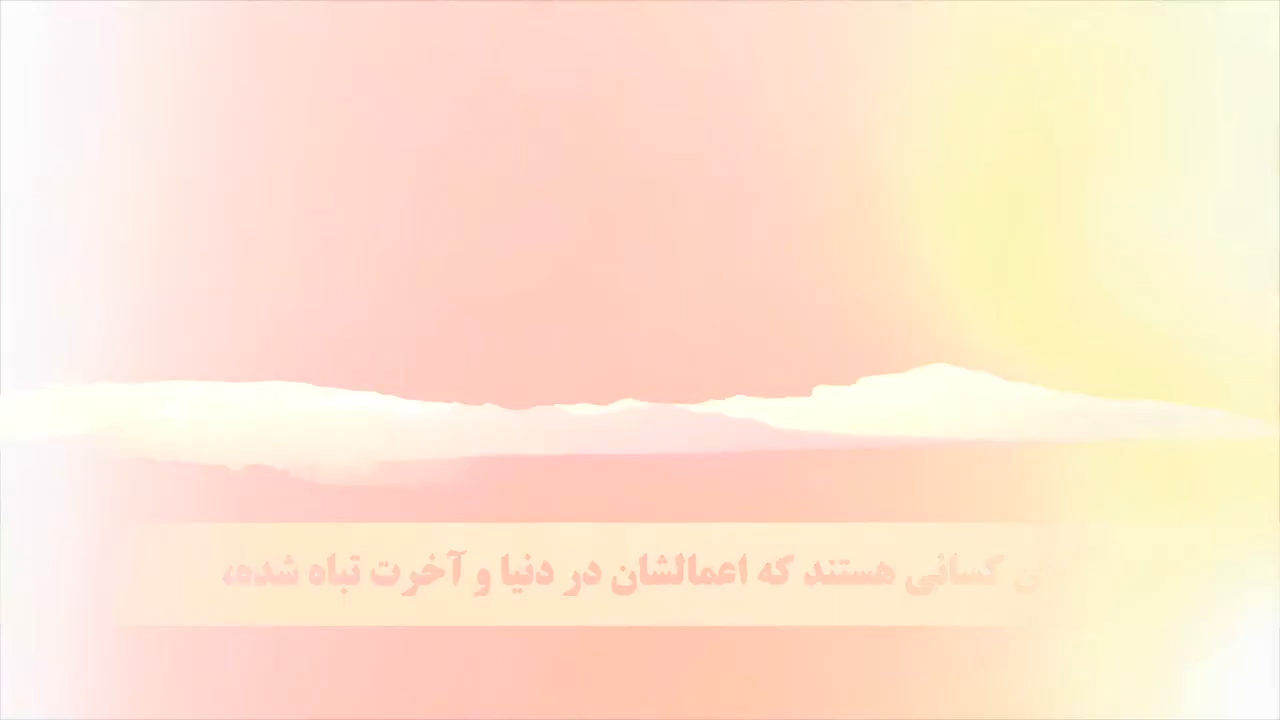 کسانی هستند که اعمالشان در دنیا و آخرت تباه شده،